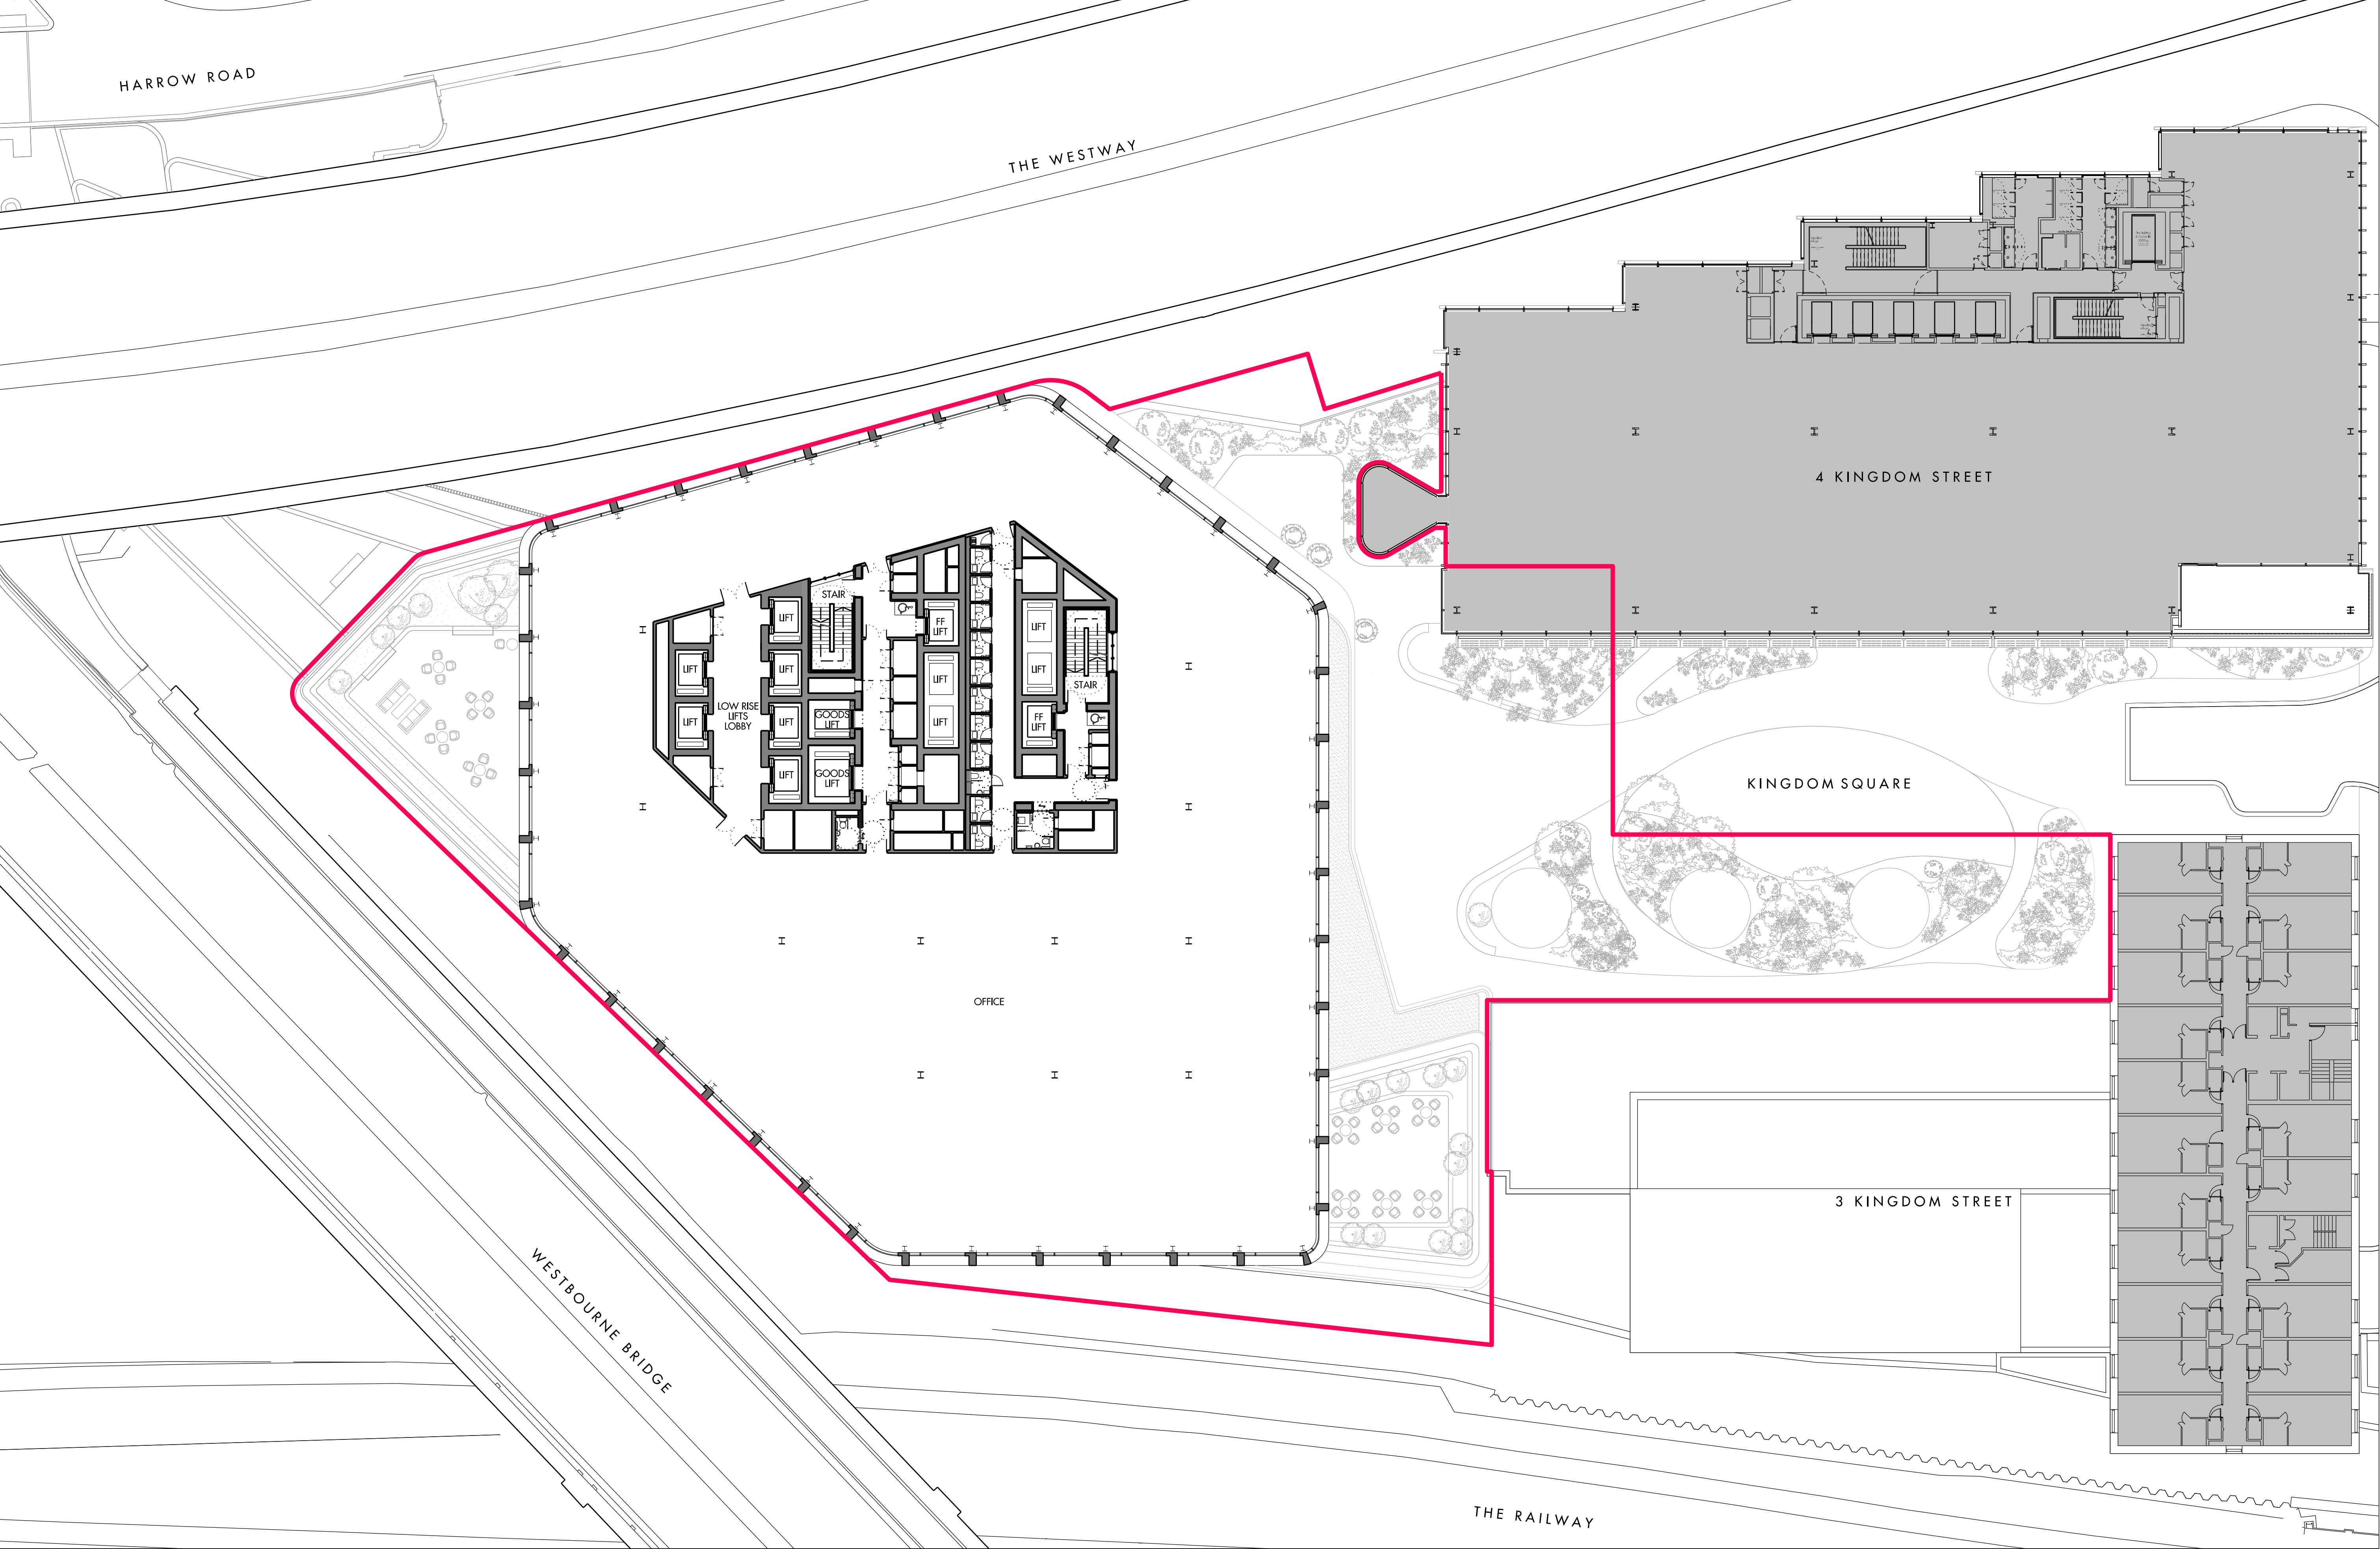 HARROW ROAD
THE WESTWAY
4 KINGDOM STREET
STAIR
LIFT
FF
LIFT
LIFT
LIFT
LIFT
LIFT
LIFT
STAIR
LOW RISE
LIFTS
LOBBY
LIFT
LIFT
GOODS
LIFT
LIFT
FF
LIFT
LIFT
GOODS
LIFT
KINGDOM SQUARE
OFFICE
3 KINGDOM STREET
WESTBOURNE BRIDGE
THE RAILWAY